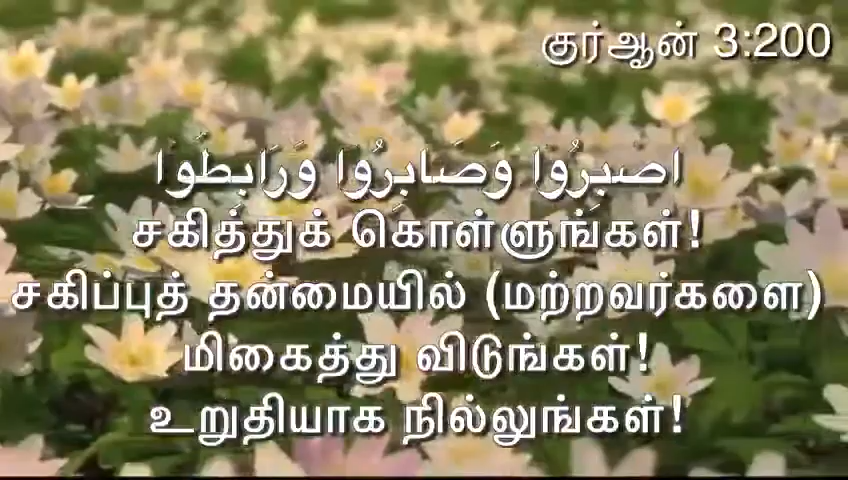 குர்ஆன் 3:200
اصْبِرُوا وَصَابِرُوا وَرَابِطُوا
சகித்துக் கொள்ளுங்கள்!
சகிப்புத் தன்மையில் (மற்றவர்களை)
மிகைத்து விடுங்கள்!
உறுதியாக நில்லுங்கள்!